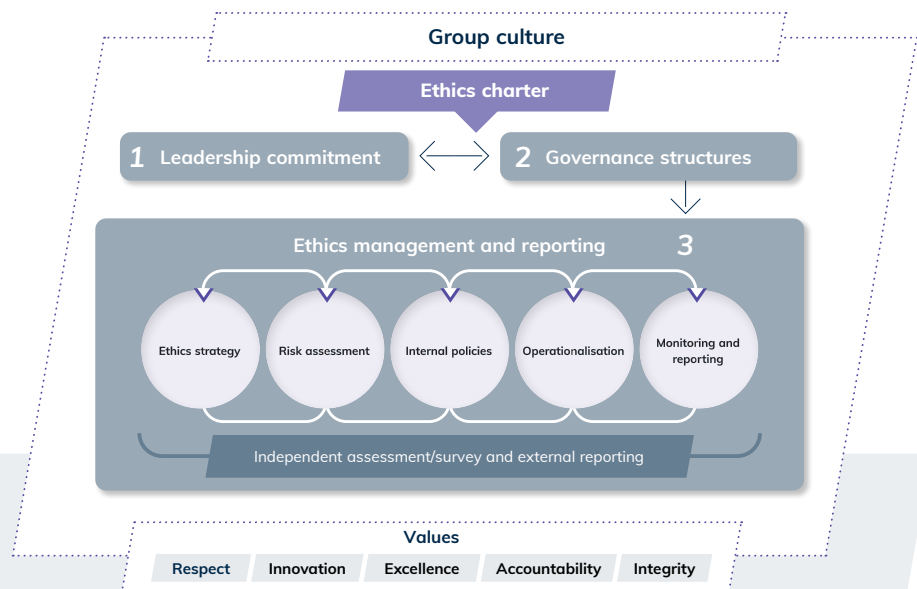 Group culture
Ethics charter
1 Leadership commitment
2 Governance structures
Ethics management and reporting 3
Ethics strategy
Risk assessment
Internal policies
Operationalisation
Monitoring and
reporting
Independent assessment/survey and external reporting
Values
Respect
Innovation
Excellence
Accountability
Integrity